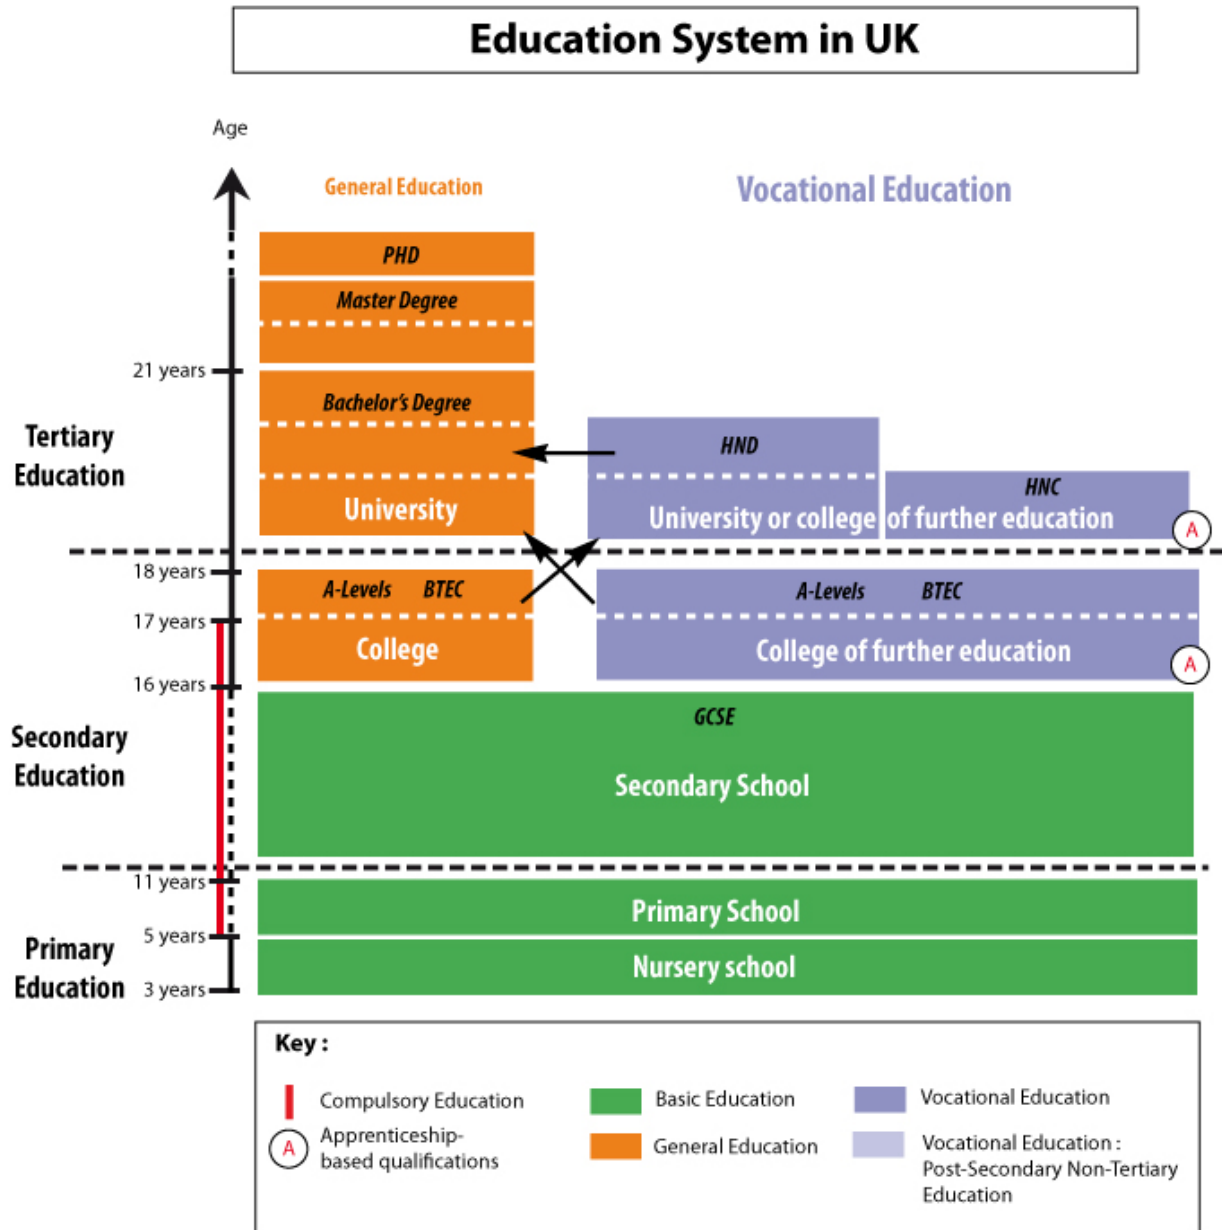 Education System in UK
Age
General Education
Vocational Education
PHD
Master Degree
21 years
Bachelor's Degree
Tertiary
Education
HND
HNC
University
University or college of further education
A
18 years
A-Levels BTEC
A-Levels BTEC
17 years
College
College of further education
A
16 years
GCSE
Secondary
Education
Secondary School
11 years
Primary School
5 years
Primary
Education
Nursery school
3 years
Key :
Compulsory Education
A
Apprenticeship-
based qualifications
Basic Education
General Education
Vocational Education
Vocational Education :
Post-Secondary Non-Tertiary
Education